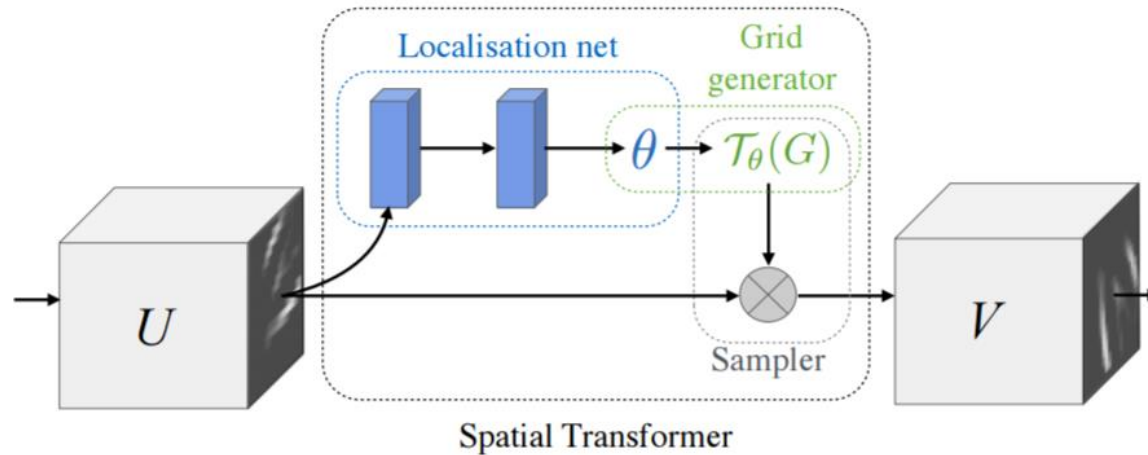 Localisation net
Grid
generator
θ
𝒯θ(G)
U
V
Sampler
Spatial Transformer